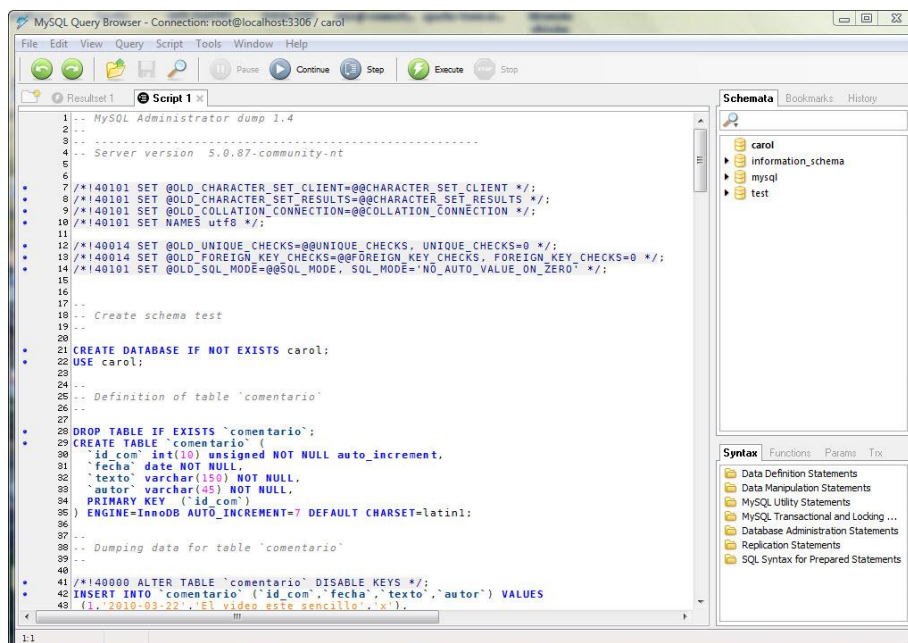 MySQL Query Browser - Connection: root@localhost:3306 / carol
File Edit View Query Script Tools Window Help
Pause Continue Step Execute Stop
Resultset 1 Script 1
1 -- MySQL Administrator dump 1.4
2 --
3 -- ------------------------------------------------------
4 -- Server version 5.0.87-community-nt
5
6
7 /*!40101 SET @OLD_CHARACTER_SET_CLIENT=@@CHARACTER_SET_CLIENT */;
8 /*!40101 SET @OLD_CHARACTER_SET_RESULTS=@@CHARACTER_SET_RESULTS */;
9 /*!40101 SET @OLD_COLLATION_CONNECTION=@@COLLATION_CONNECTION */;
10 /*!40101 SET NAMES utf8 */;
11
12 /*!40014 SET @OLD_UNIQUE_CHECKS=@@UNIQUE_CHECKS, UNIQUE_CHECKS=0 */;
13 /*!40014 SET @OLD_FOREIGN_KEY_CHECKS=@@FOREIGN_KEY_CHECKS, FOREIGN_KEY_CHECKS=0 */;
14 /*!40101 SET @OLD_SQL_MODE=@@SQL_MODE, SQL_MODE='NO_AUTO_VALUE_ON_ZERO' */;
15
16
17 --
18 -- Create schema test
19 --
20
21 CREATE DATABASE IF NOT EXISTS carol;
22 USE carol;
23
24 --
25 -- Definition of table `comentario`
26 --
27
28 DROP TABLE IF EXISTS `comentario`;
29 CREATE TABLE `comentario` (
30 `id_com` int(10) unsigned NOT NULL auto_increment,
31 `fecha` date NOT NULL,
32 `texto` varchar(150) NOT NULL,
33 `autor` varchar(45) NOT NULL,
34 PRIMARY KEY (`id_com`)
35 ) ENGINE=InnoDB AUTO_INCREMENT=7 DEFAULT CHARSET=latin1;
36
37 --
38 -- Dumping data for table `comentario`
39 --
40
41 /*!40000 ALTER TABLE `comentario` DISABLE KEYS */;
42 INSERT INTO `comentario` (`id_com`,`fecha`,`texto`,`autor`) VALUES
43 (1,'2010-03-22','El video este sencillo','x'),
1:1
Schemata Bookmarks History
carol
information_schema
mysql
test
Syntax Functions Params Trx
Data Definition Statements
Data Manipulation Statements
MySQL Utility Statements
MySQL Transactional and Locking ...
Database Administration Statements
Replication Statements
SQL Syntax for Prepared Statements